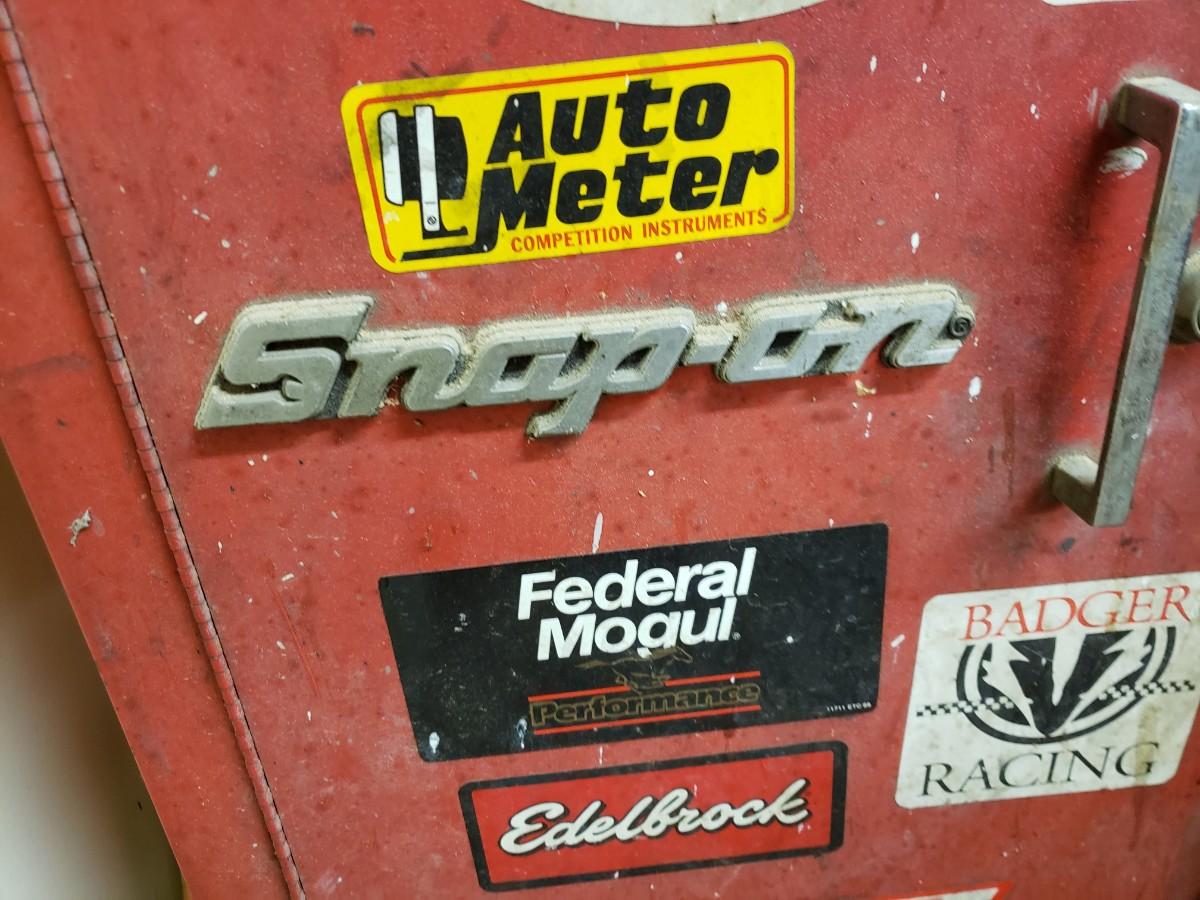 Auto
Meter
COMPETITION INSTRUMENTS
Snap-on®
Federal
Mogul
Performance
BADGER
RACING
Edelbrock